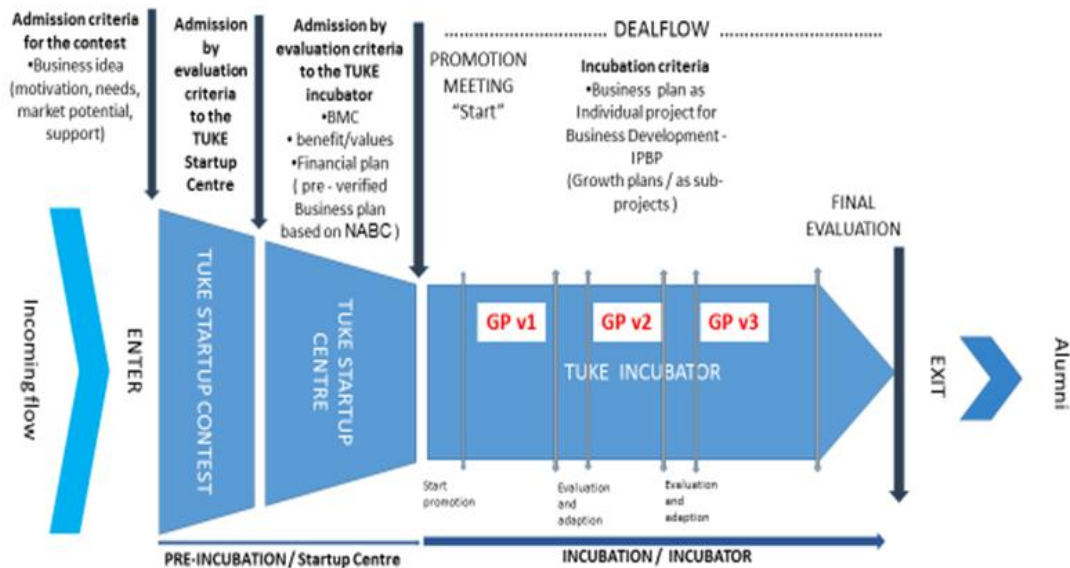 Admission criteria
for the contest
•Business idea
(motivation, needs,
market potential,
support)
Admission
by
evaluation
criteria
to the
TUKE
Startup
Centre
Admission by
evaluation criteria
to the TUKE
incubator
•BMC
• benefit/values
•Financial plan
( pre - verified
Business plan
based on NABC )
DEALFLOW
PROMOTION
MEETING
“Start”
Incubation criteria
•Business plan as
Individual project for
Business Development -
IPBP
(Growth plans / as sub-
projects )
FINAL
EVALUATION
Incoming flow
ENTER
TUKE STARTUP CONTEST
TUKE STARTUP
CENTRE
GP v1
GP v2
GP v3
TUKE INCUBATOR
EXIT
Alumni
Start
promotion
Evaluation
and
adaption
Evaluation
and
adaption
PRE-INCUBATION / Startup Centre
INCUBATION / INCUBATOR